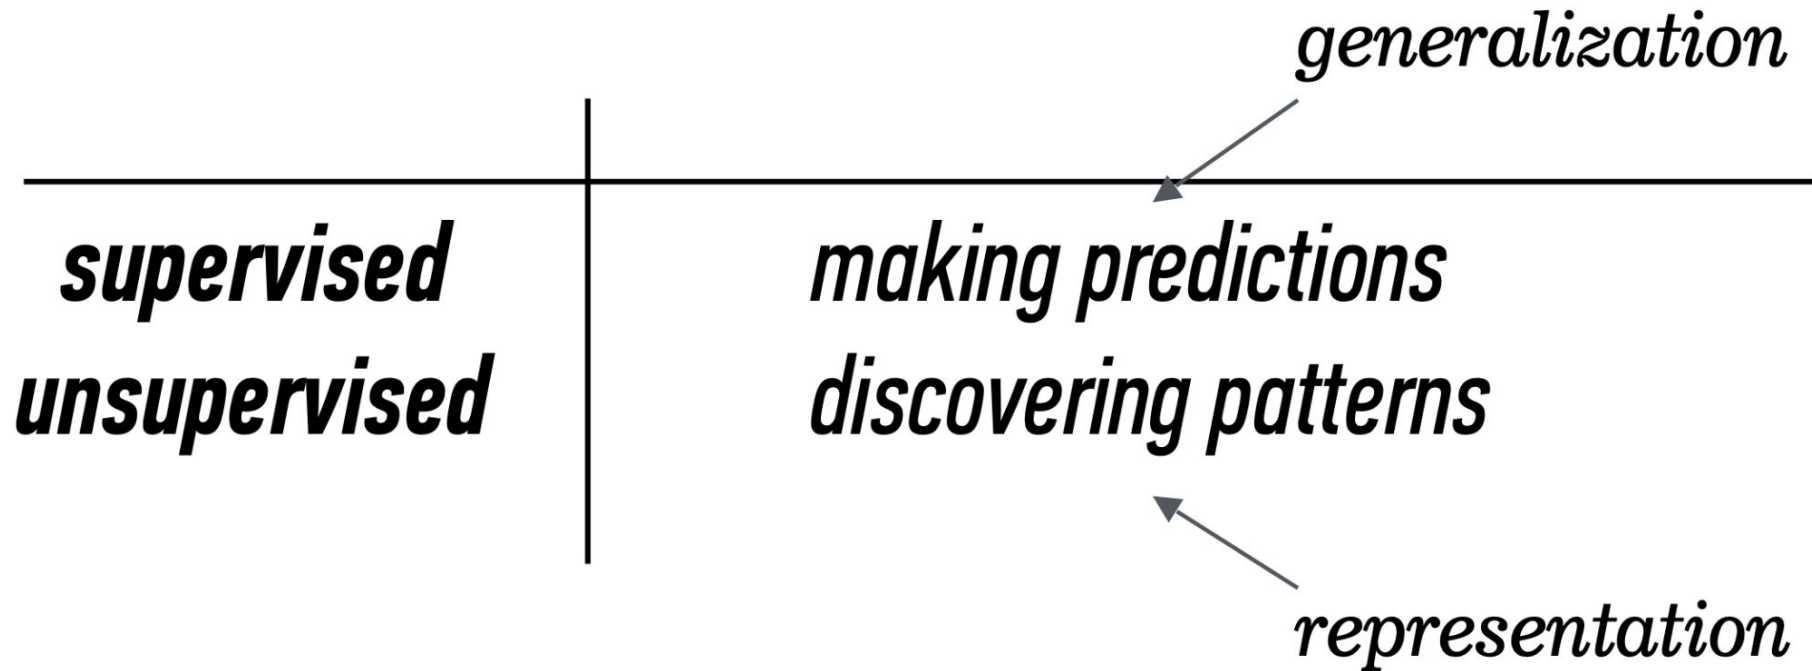 generalization
supervised making predictions
unsupervised discovering patterns
representation